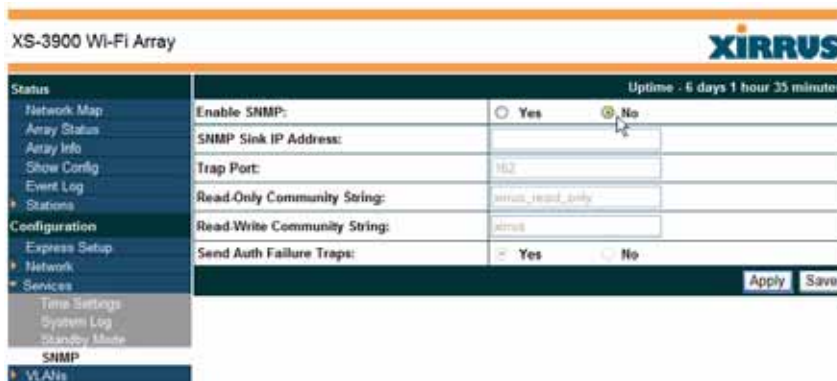 XS-3900 Wi-Fi Array
XIRRUS
Status
Uptime - 6 days 1 hour 35 minutes
Network Map
Array Status
Array Info
Show Config
Event Log
Stations
Configuration
Express Setup
Network
Services
Time Settings
System Log
Standby Mode
SNMP
VLANs
Enable SNMP: Yes No
SNMP Sink IP Address:
Trap Port: 162
Read-Only Community String: xirrus_read_only
Read-Write Community String: xirrus
Send Auth Failure Traps: Yes No
Apply Save